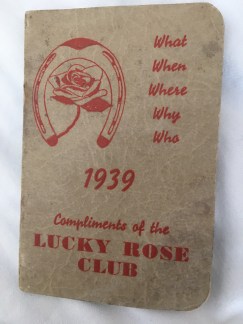 What
When
Where
Why
Who
1939
Compliments of the
LUCKY ROSE
CLUB